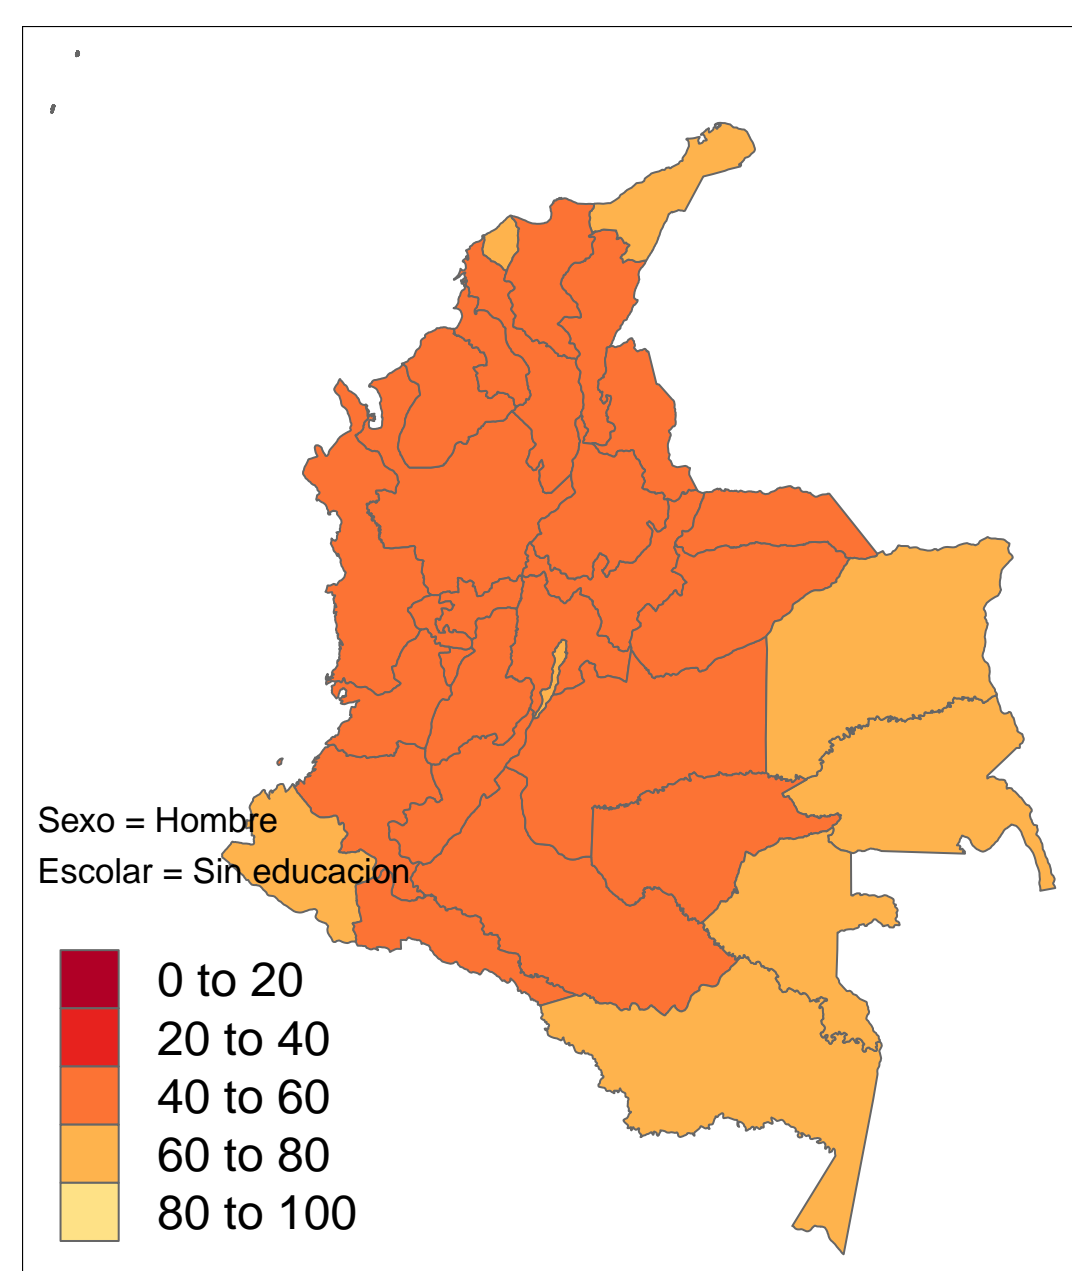 Sexo = Hombre
Escolar = Sin educacion
0 to 20
20 to 40
40 to 60
60 to 80
80 to 100